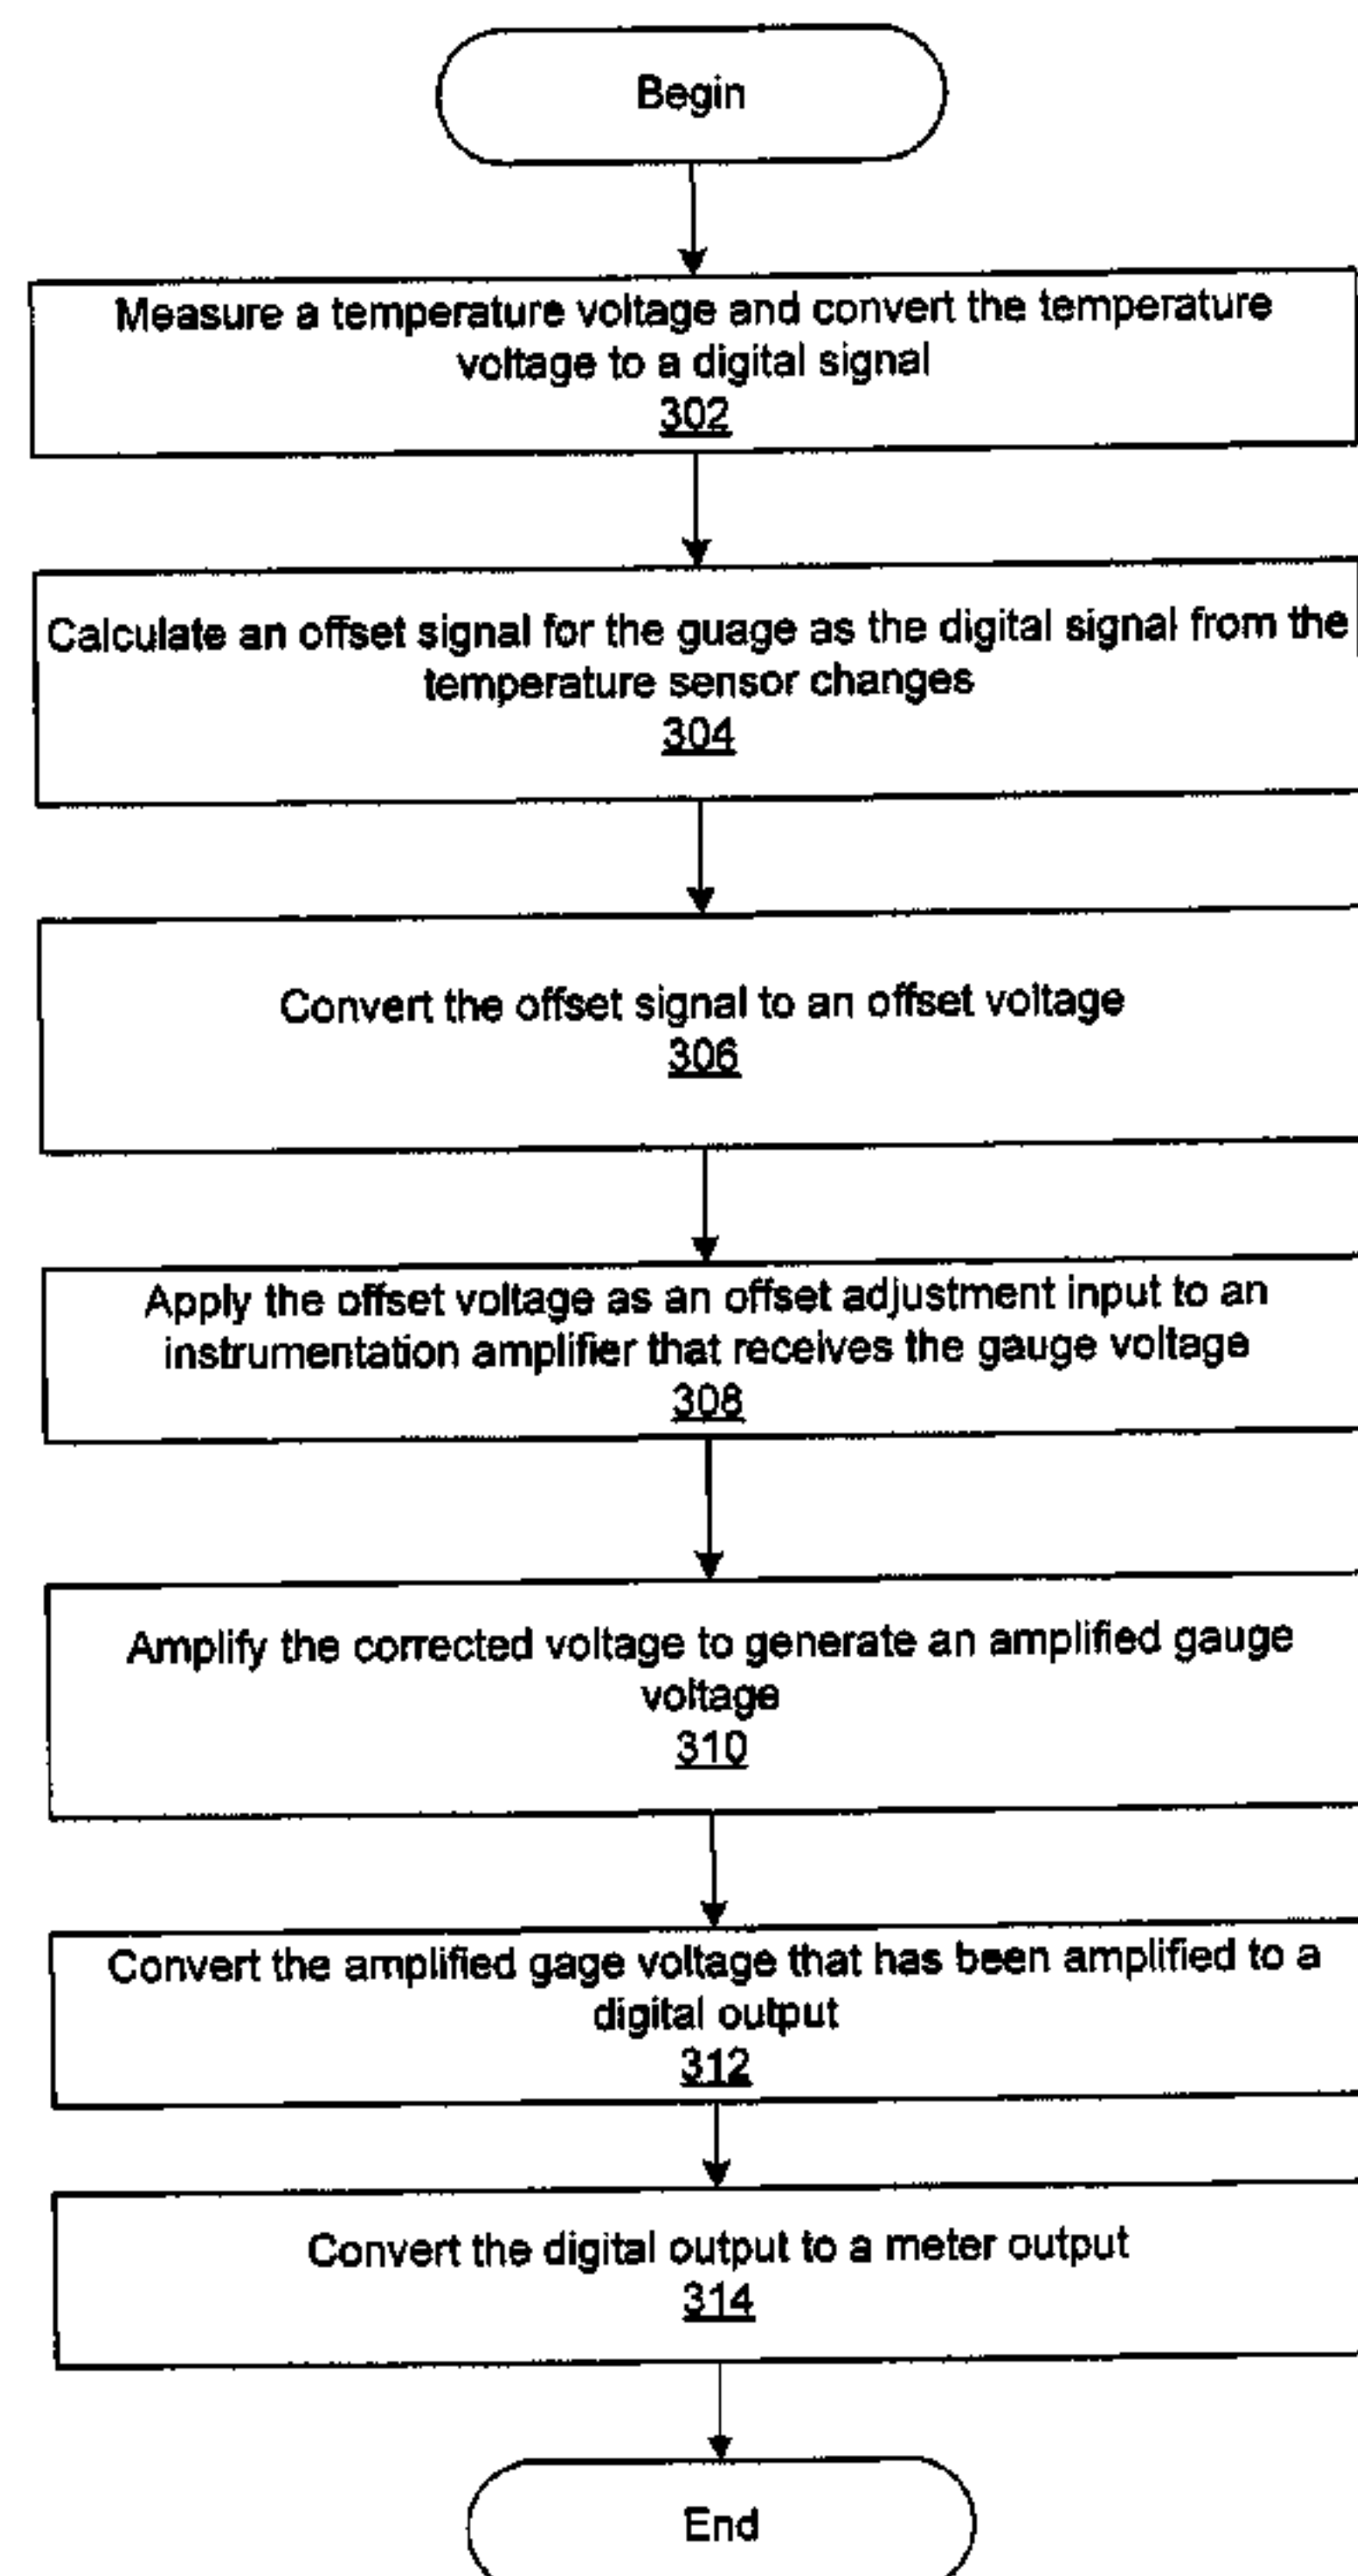 Begin
Measure a temperature voltage and convert the temperature
voltage to a digital signal
302
Calculate an offset signal for the guage as the digital signal from the
temperature sensor changes
304
Convert the offset signal to an offset voltage
306
Apply the offset voltage as an offset adjustment input to an
instrumentation amplifier that receives the gauge voltage
308
Amplify the corrected voltage to generate an amplified gauge
voltage
310
Convert the amplified gage voltage that has been amplified to a
digital output
312
Convert the digital output to a meter output
314
End